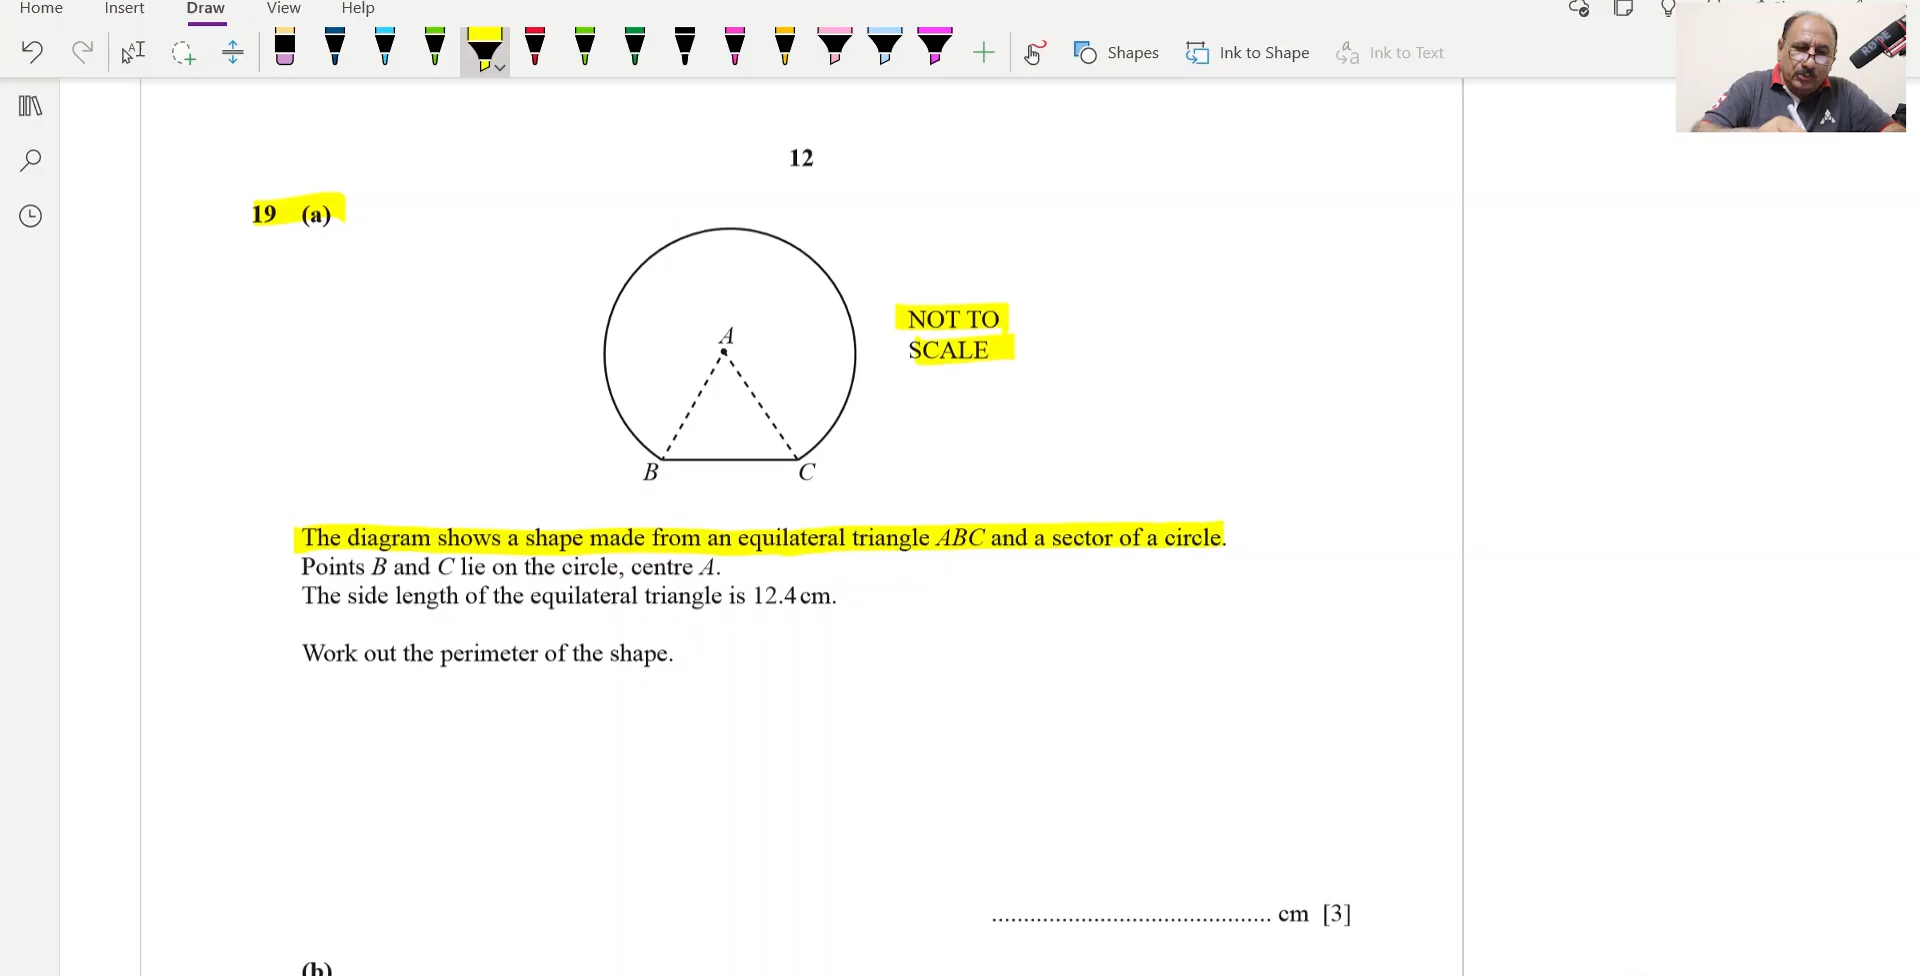 Home Insert Draw View Help
Shapes Ink to Shape Ink to Text
RØDE
12
19 (a)
A
NOT TO
SCALE
B C
The diagram shows a shape made from an equilateral triangle ABC and a sector of a circle.
Points B and C lie on the circle, centre A.
The side length of the equilateral triangle is 12.4 cm.
Work out the perimeter of the shape.
.......................................... cm [3]
(b)